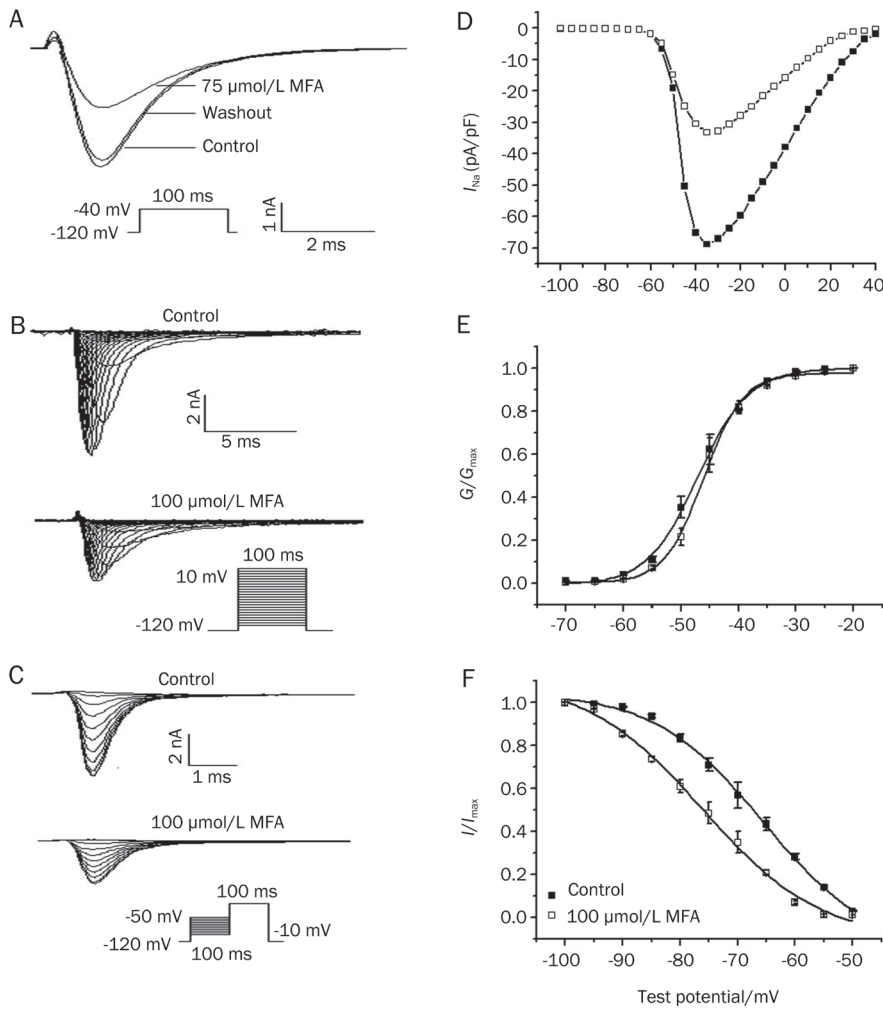 A
75 µmol/L MFA
Washout
Control
100 ms
-40 mV
-120 mV
1 nA
2 ms
B
Control
2 nA
5 ms
100 µmol/L MFA
100 ms
10 mV
-120 mV
C
Control
2 nA
1 ms
100 µmol/L MFA
100 ms
-50 mV
-10 mV
-120 mV
100 ms
D
0
-10
-20
-30
-40
-50
-60
-70
I Na (pA/pF)
-100 -80 -60 -40 -20 0 20 40
E
1.0
0.8
0.6
0.4
0.2
0.0
G/Gmax
-70 -60 -50 -40 -30 -20
F
1.0
0.8
0.6
0.4
0.2
0.0
I/Imax
Control
100 µmol/L MFA
-100 -90 -80 -70 -60 -50
Test potential/mV